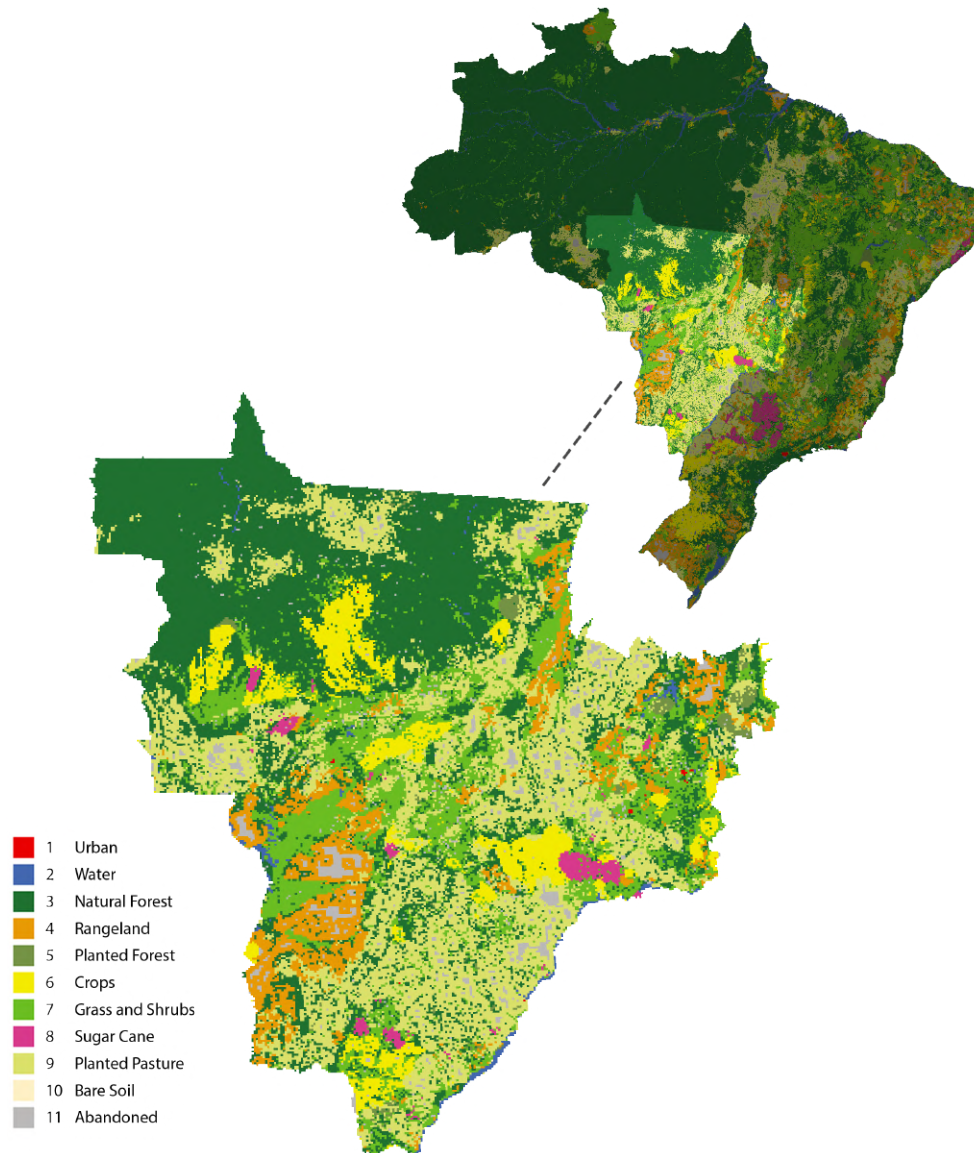 1 Urban
2 Water
3 Natural Forest
4 Rangeland
5 Planted Forest
6 Crops
7 Grass and Shrubs
8 Sugar Cane
9 Planted Pasture
10 Bare Soil
11 Abandoned